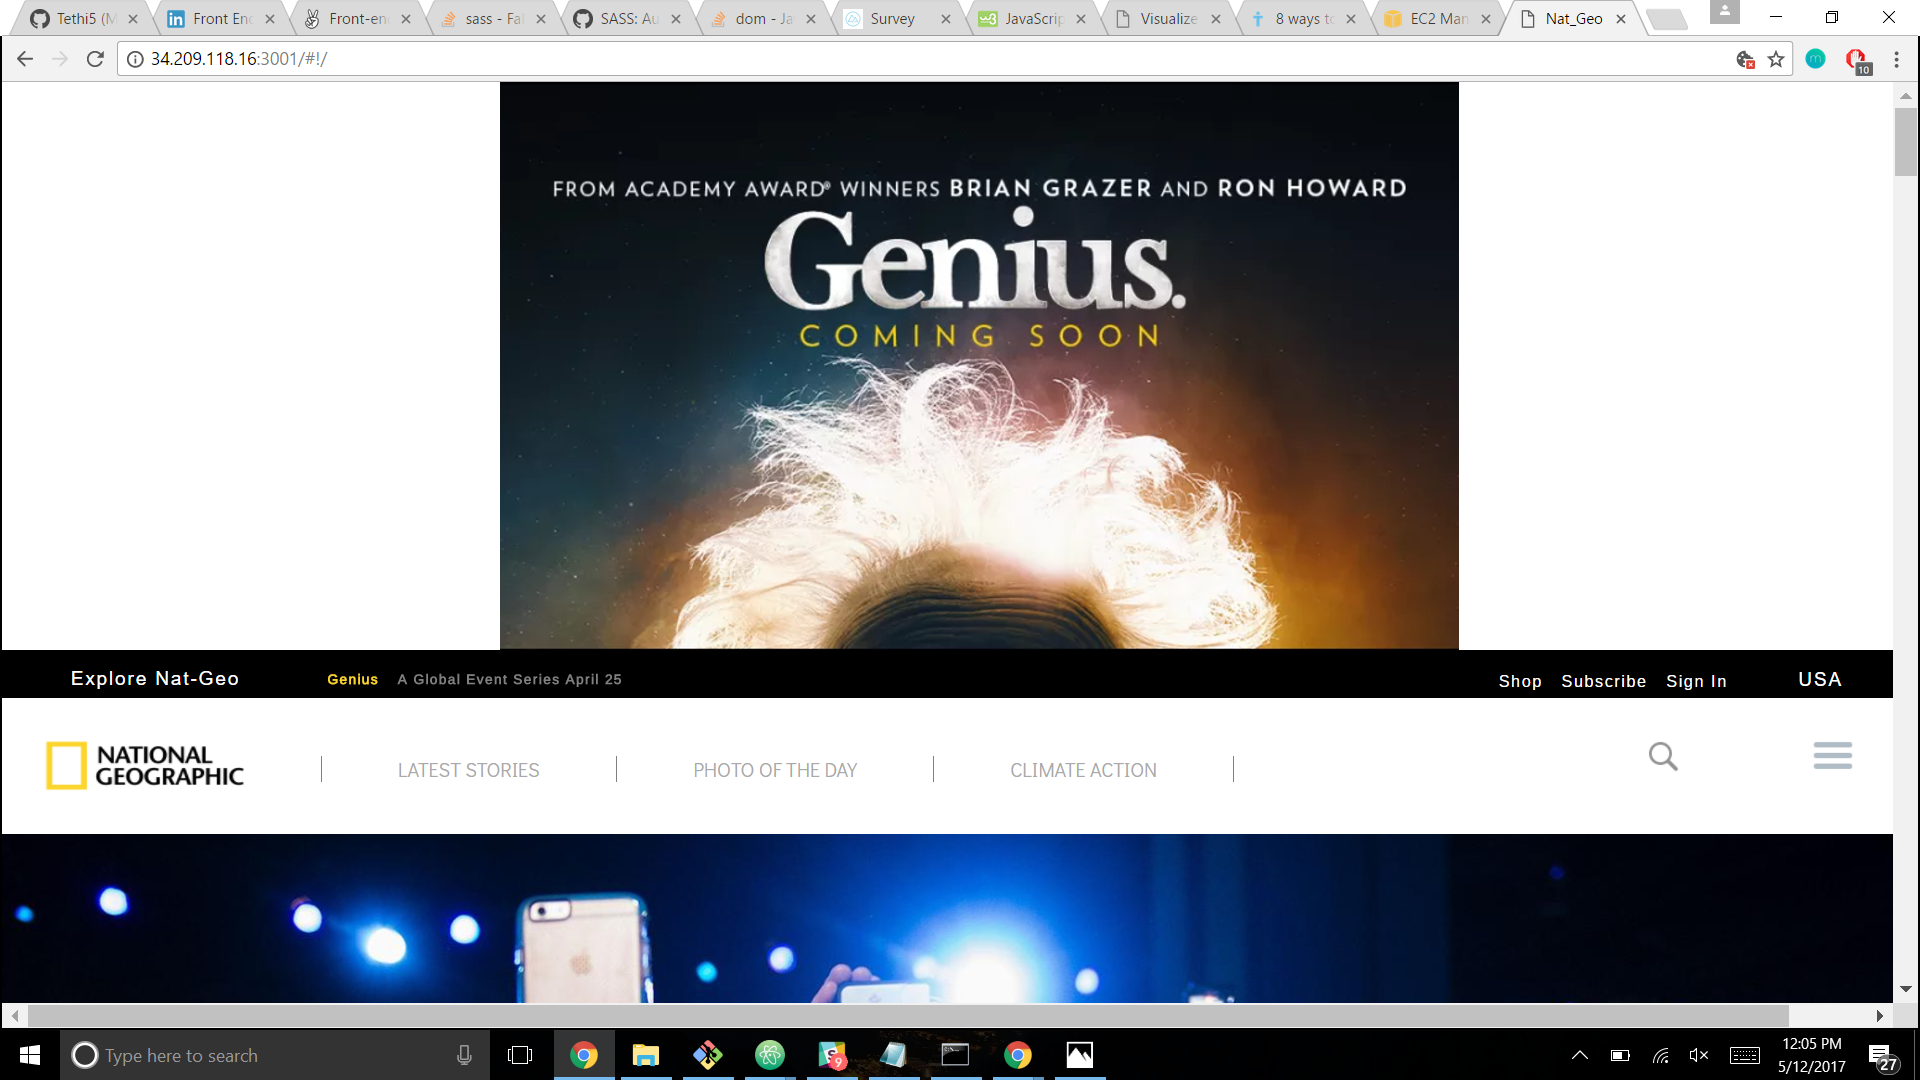 Tethi5 (M
Front End
Front-en
sass - Fal
SASS: Au
dom - Ja
Survey
JavaScrip
Visualize
8 ways to
EC2 Man
Nat_Geo
34.209.118.16:3001/#!/
m
10
FROM ACADEMY AWARD® WINNERS BRIAN GRAZER AND RON HOWARD
Genius.
COMING SOON
Explore Nat-Geo
Genius A Global Event Series April 25
Shop Subscribe Sign In
USA
NATIONAL
GEOGRAPHIC
LATEST STORIES
PHOTO OF THE DAY
CLIMATE ACTION
Type here to search
9
12:05 PM
5/12/2017
27